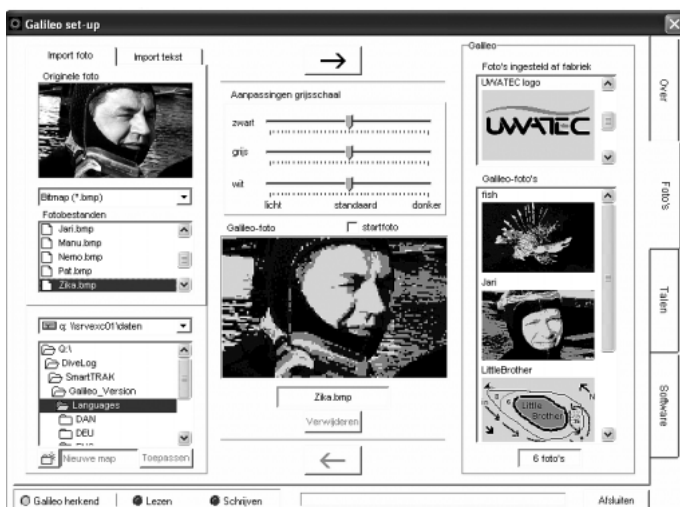 Galileo set-up
Import foto
Import tekst
Originele foto
Bitmap (*.bmp)
Fotobestanden
Jari.bmp
Manu.bmp
Nemo.bmp
Pat.bmp
Zika.bmp
q: \\srvexc01\daten
Q:\
DiveLog
SmartTRAK
Galileo_Version
Languages
DAN
DEU
Nieuwe map
Toepassen
Aanpassingen grijsschaal
zwart
grijs
wit
licht
standaard
donker
Galileo-foto
startfoto
Zika.bmp
Verwijderen
Galileo
Foto's ingesteld af fabriek
UWATEC logo
UWATEC
Galileo-foto's
fish
Jari
LittleBrother
N
Little
Brother
6 foto's
Over
Foto's
Talen
Software
Galileo herkend
Lezen
Schrijven
Afsluiten